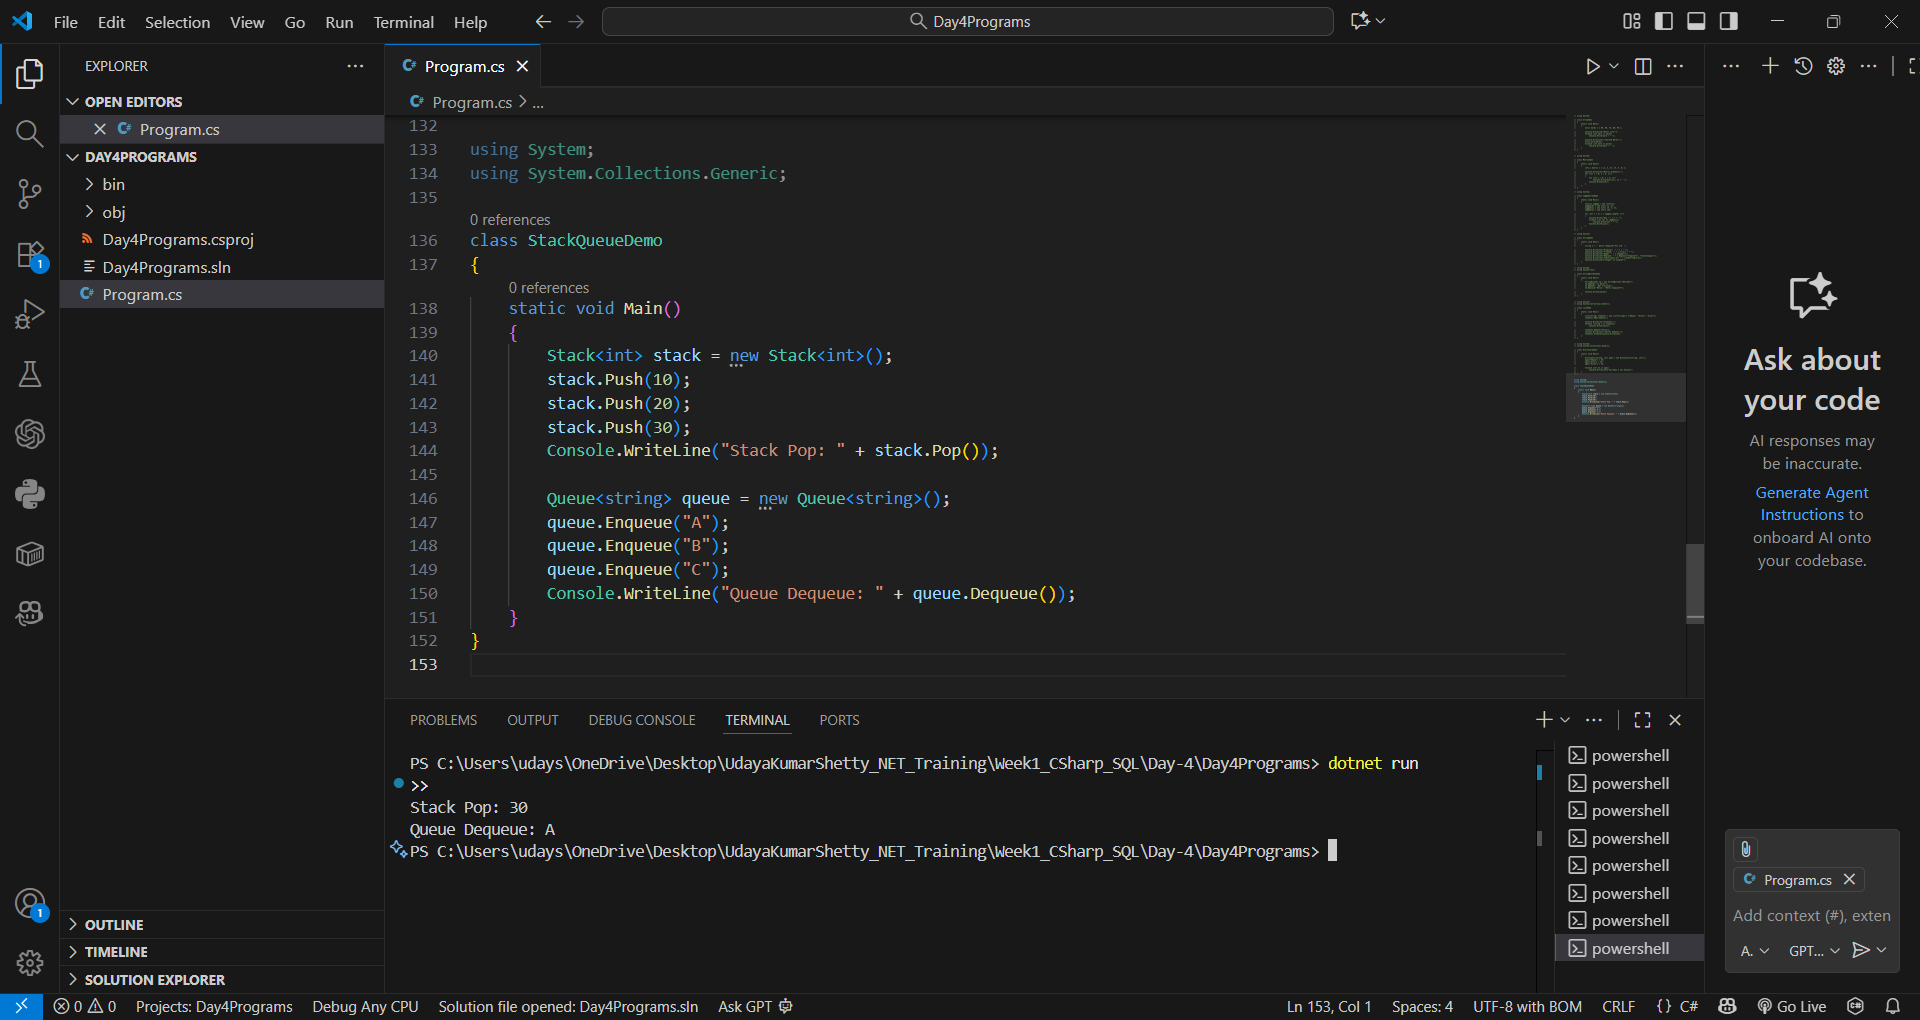 File Edit Selection View Go Run Terminal Help
Day4Programs
EXPLORER
OPEN EDITORS
Program.cs
DAY4PROGRAMS
bin
obj
Day4Programs.csproj
Day4Programs.sln
Program.cs
OUTLINE
TIMELINE
SOLUTION EXPLORER
1
1
Program.cs
Program.cs > ...
132
133 using System;
134 using System.Collections.Generic;
135
0 references
136 class StackQueueDemo
137 {
0 references
138 static void Main()
139 {
140 Stack<int> stack = new Stack<int>();
141 stack.Push(10);
142 stack.Push(20);
143 stack.Push(30);
144 Console.WriteLine("Stack Pop: " + stack.Pop());
145
146 Queue<string> queue = new Queue<string>();
147 queue.Enqueue("A");
148 queue.Enqueue("B");
149 queue.Enqueue("C");
150 Console.WriteLine("Queue Dequeue: " + queue.Dequeue());
151 }
152 }
153
PROBLEMS OUTPUT DEBUG CONSOLE TERMINAL PORTS
PS C:\Users\udays\OneDrive\Desktop\UdayaKumarShetty_NET_Training\Week1_CSharp_SQL\Day-4\Day4Programs> dotnet run
>>
Stack Pop: 30
Queue Dequeue: A
PS C:\Users\udays\OneDrive\Desktop\UdayaKumarShetty_NET_Training\Week1_CSharp_SQL\Day-4\Day4Programs>
powershell
powershell
powershell
powershell
powershell
powershell
powershell
powershell
Ask about
your code
AI responses may
be inaccurate.
Generate Agent
Instructions to
onboard AI onto
your codebase.
Program.cs
Add context (#), exten
A. GPT...
0 0 Projects: Day4Programs Debug Any CPU Solution file opened: Day4Programs.sln Ask GPT
Ln 153, Col 1 Spaces: 4 UTF-8 with BOM CRLF {} C# Go Live